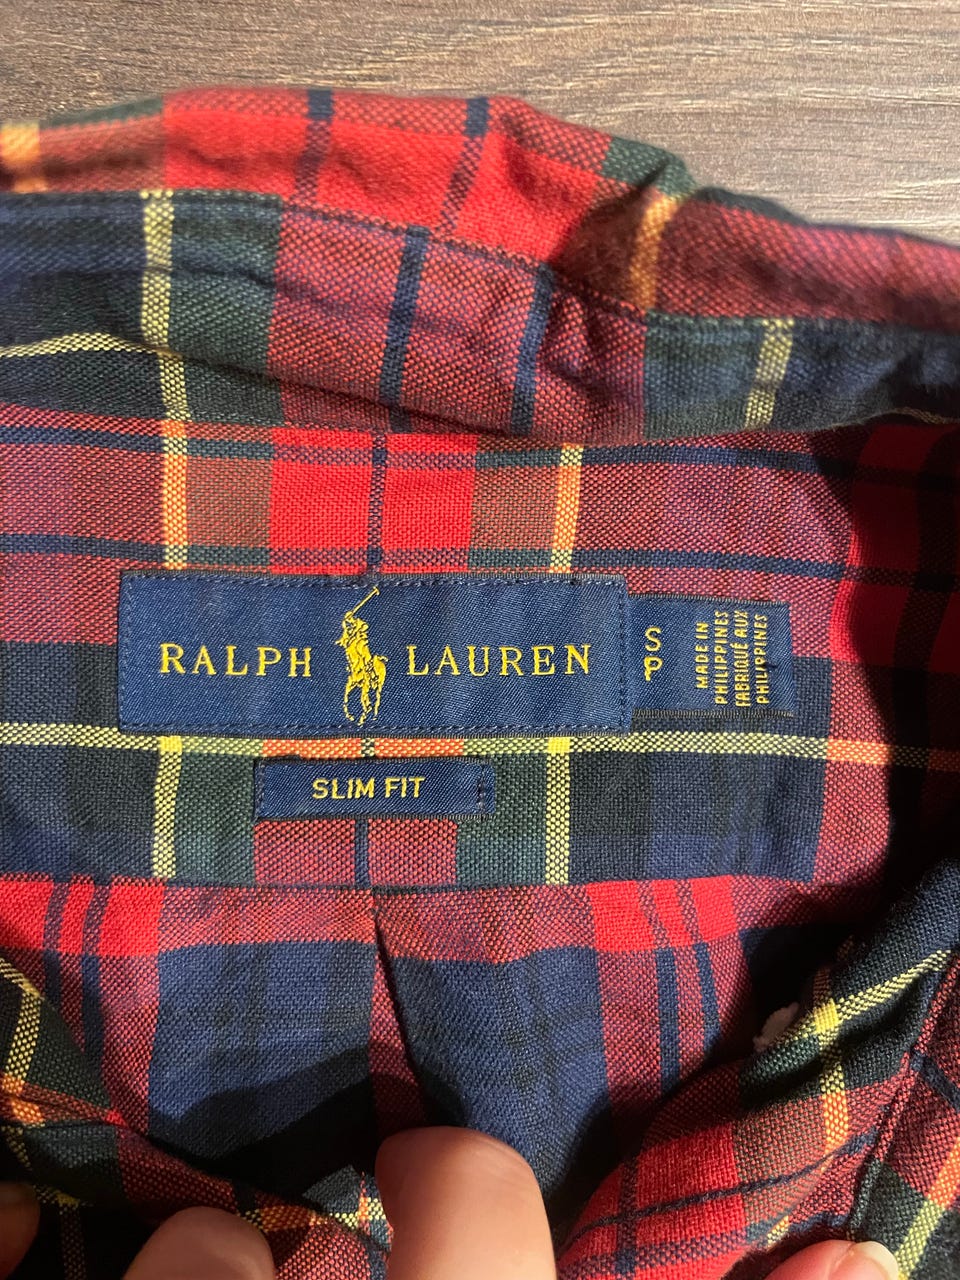 RALPH LAUREN
S
P
MADE IN
PHILIPPINES
FABRIQUÉ AUX
PHILIPPINES
SLIM FIT